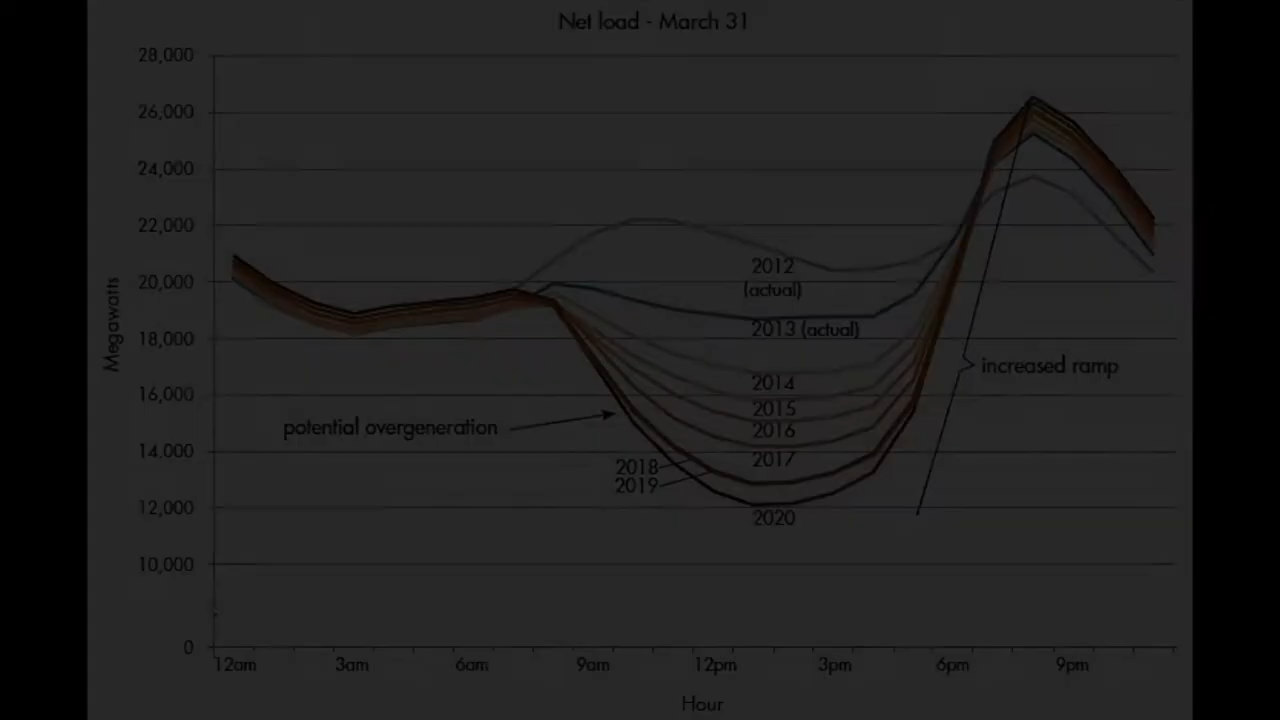 Net load - March 31
28,000
26,000
24,000
22,000
20,000
18,000
16,000
14,000
12,000
10,000
0
Megawatts
2012
(actual)
2013 (actual)
2014
2015
2016
2017
2018
2019
2020
potential overgeneration
increased ramp
12am 3am 6am 9am 12pm 3pm 6pm 9pm
Hour